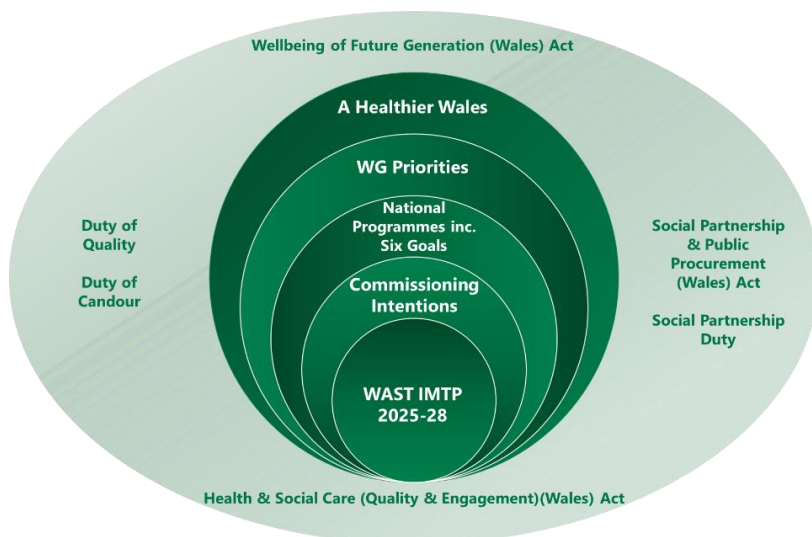 Wellbeing of Future Generation (Wales) Act
A Healthier Wales
WG Priorities
National
Programmes inc.
Six Goals
Commissioning
Intentions
WAST IMTP
2025-28
Duty of
Quality
Duty of
Candour
Social Partnership
& Public
Procurement
(Wales) Act
Social Partnership
Duty
Health & Social Care (Quality & Engagement)(Wales) Act